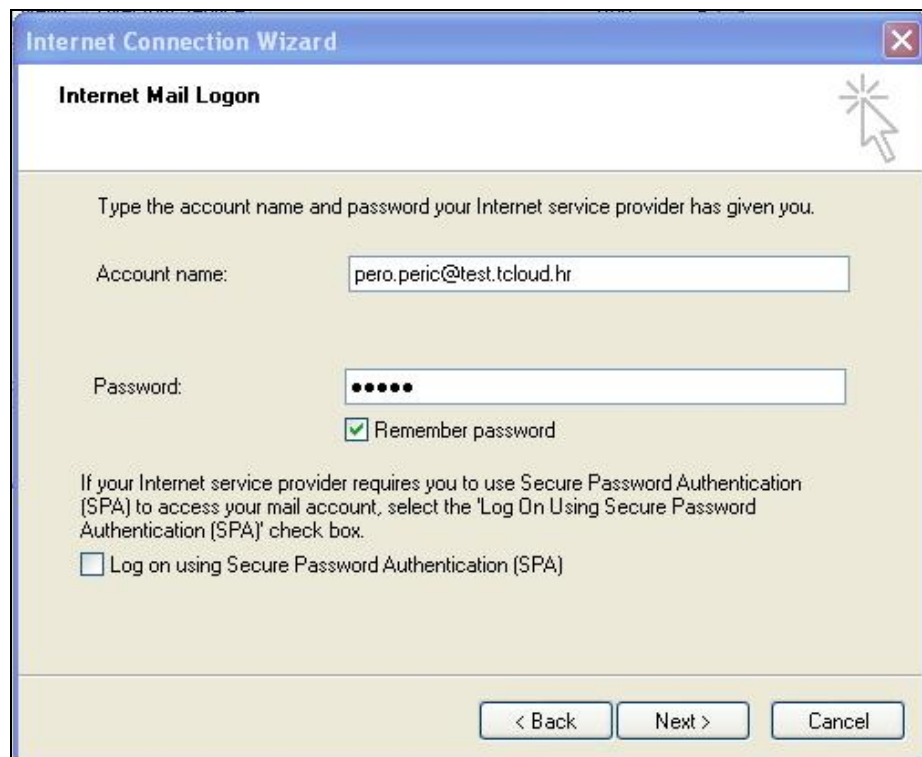 Internet Connection Wizard
Internet Mail Logon
Type the account name and password your Internet service provider has given you.
Account name:
pero.peric@test.tcloud.hr
Password:
•••••
Remember password
If your Internet service provider requires you to use Secure Password Authentication
(SPA) to access your mail account, select the 'Log On Using Secure Password
Authentication (SPA)' check box.
Log on using Secure Password Authentication (SPA)
< Back
Next >
Cancel